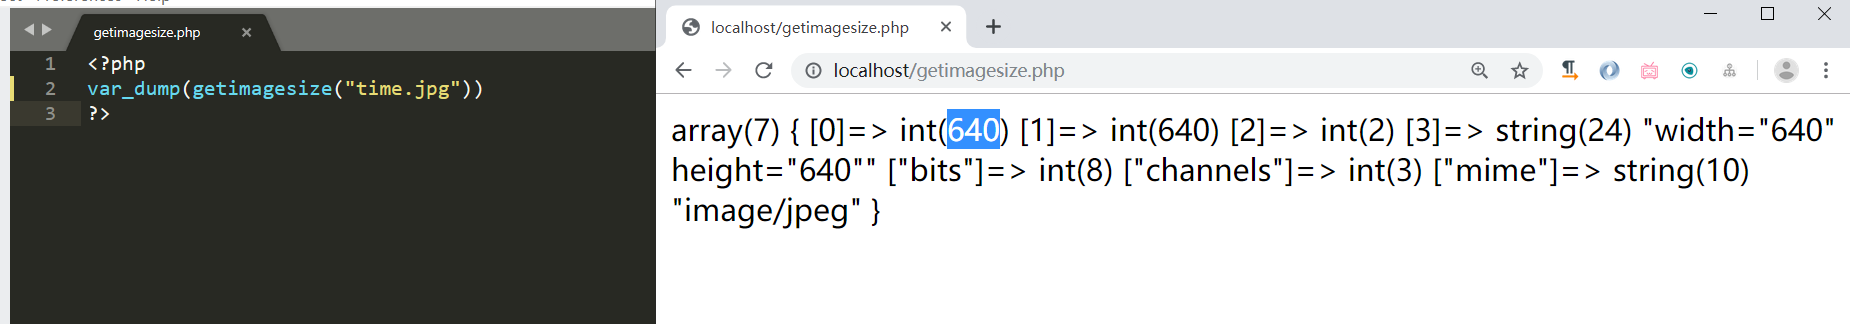 getimagesize.php
1 <?php
2 var_dump(getimagesize("time.jpg"))
3 ?>
localhost/getimagesize.php
localhost/getimagesize.php
array(7) { [0]=> int(640) [1]=> int(640) [2]=> int(2) [3]=> string(24) "width="640"
height="640"" ["bits"]=> int(8) ["channels"]=> int(3) ["mime"]=> string(10)
"image/jpeg" }